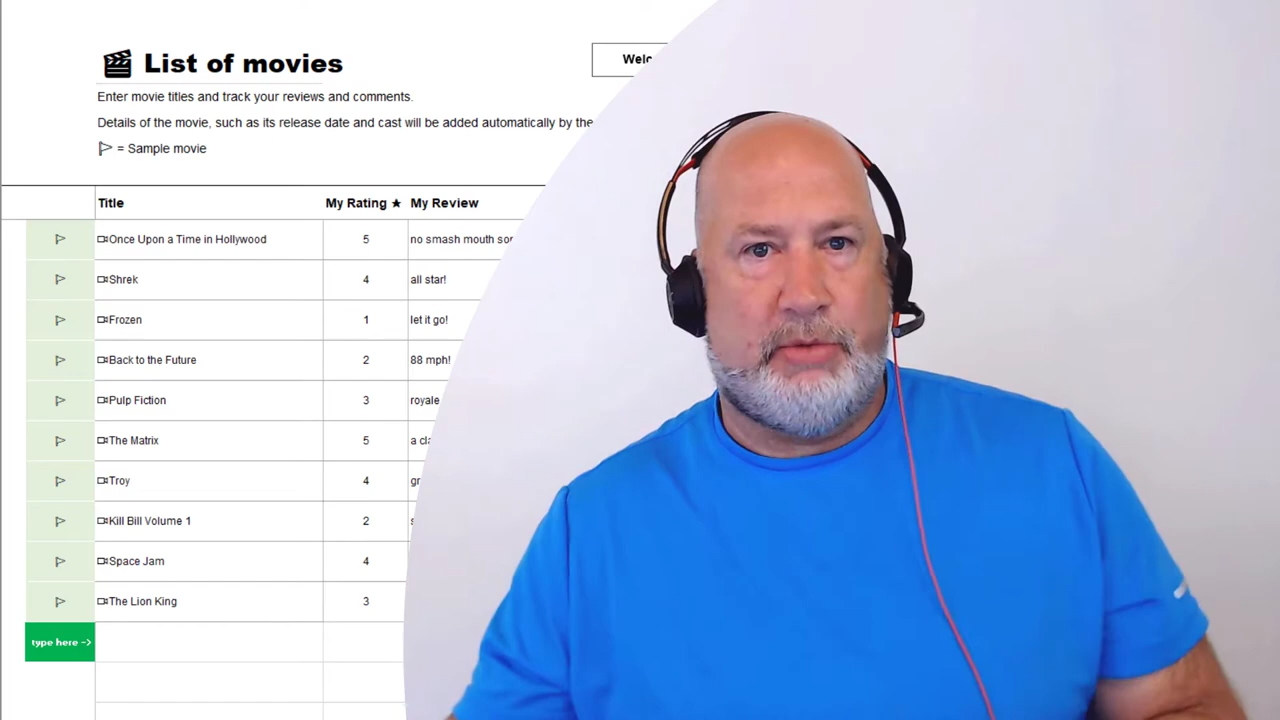 List of movies
Welc
Enter movie titles and track your reviews and comments.
Details of the movie, such as its release date and cast will be added automatically by the
= Sample movie
Title My Rating ★ My Review
Once Upon a Time in Hollywood 5 no smash mouth
Shrek 4 all star!
Frozen 1 let it go!
Back to the Future 2 88 mph!
Pulp Fiction 3 royale
The Matrix 5 a
Troy 4
Kill Bill Volume 1 2
Space Jam 4
The Lion King 3
type here ->